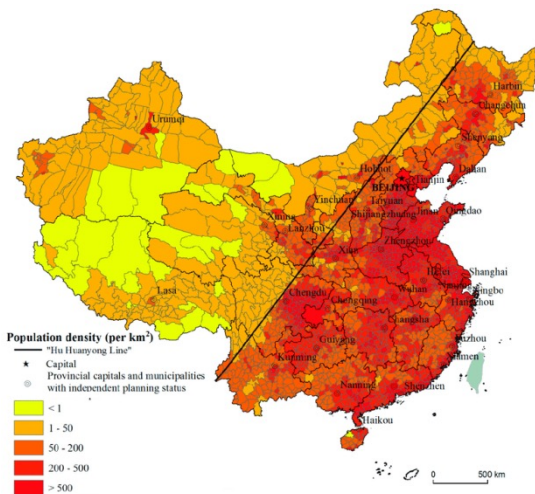 Harbin
Changchun
Urumqi
Shenyang
Hohhot
Dalian
BEIJING
Tianjin
Yinchuan
Taiyuan
Xining
Shijiazhuang
Jinan
Qingdao
Lanzhou
Zhengzhou
Xian
Hefei
Shanghai
Lasa
Chengdu
Wuhan
Ningbo
Hangzhou
Chongqing
Changsha
Guiyang
Fuzhou
Xiamen
Kunming
Nanning
Shenzhen
Haikou
Population density (per km²)
"Hu Huanyong Line"
Capital
Provincial capitals and municipalities
with independent planning status
< 1
1 - 50
50 - 200
200 - 500
> 500
0 500 km